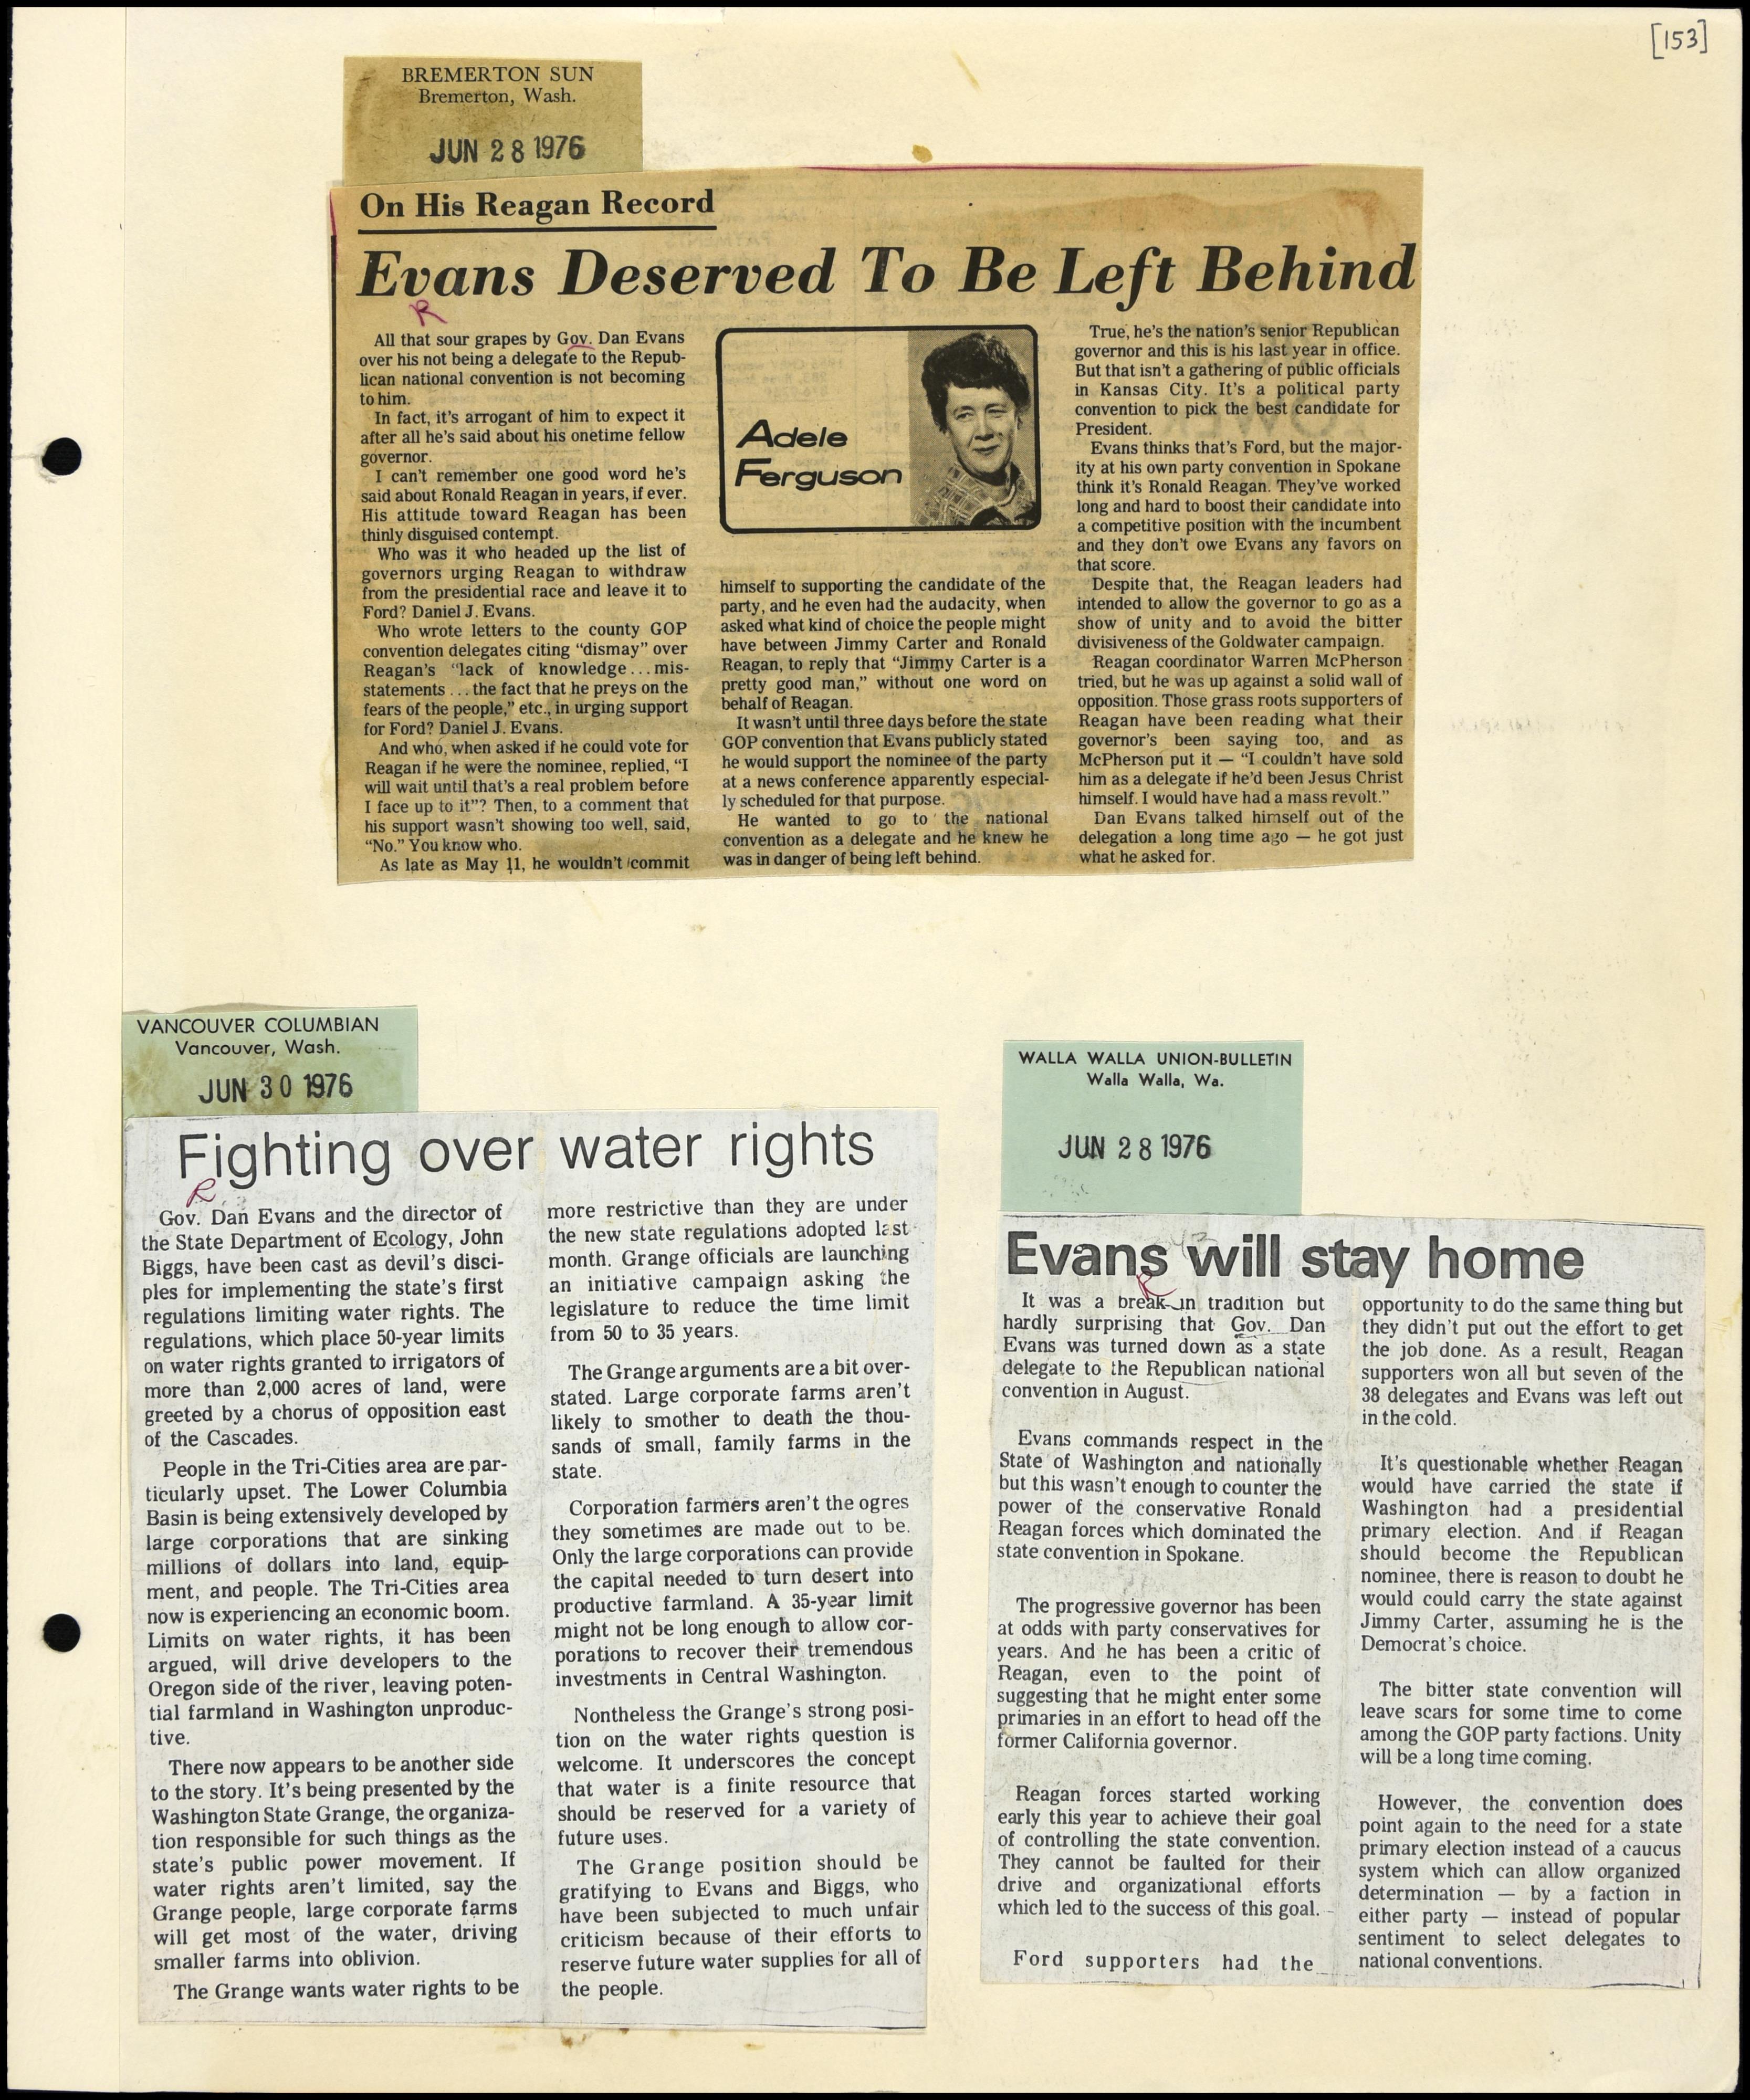 [153]
BREMERTON SUN
Bremerton, Wash.
JUN 28 1976
On His Reagan Record
Evans Deserved To Be Left Behind
R
All that sour grapes by Gov. Dan Evans
over his not being a delegate to the Repub-
lican national convention is not becoming
to him.
In fact, it's arrogant of him to expect it
after all he's said about his onetime fellow
governor.
I can't remember one good word he's
said about Ronald Reagan in years, if ever.
His attitude toward Reagan has been
thinly disguised contempt.
Who was it who headed up the list of
governors urging Reagan to withdraw
from the presidential race and leave it to
Ford? Daniel J. Evans.
Who wrote letters to the county GOP
convention delegates citing "dismay" over
Reagan's "lack of knowledge . . . mis-
statements . . . the fact that he preys on the
fears of the people," etc., in urging support
for Ford? Daniel J. Evans.
And who, when asked if he could vote for
Reagan if he were the nominee, replied, "I
will wait until that's a real problem before
I face up to it"? Then, to a comment that
his support wasn't showing too well, said,
"No." You know who.
As late as May 11, he wouldn't commit
Adele
Ferguson
himself to supporting the candidate of the
party, and he even had the audacity, when
asked what kind of choice the people might
have between Jimmy Carter and Ronald
Reagan, to reply that "Jimmy Carter is a
pretty good man," without one word on
behalf of Reagan.
It wasn't until three days before the state
GOP convention that Evans publicly stated
he would support the nominee of the party
at a news conference apparently especial-
ly scheduled for that purpose.
He wanted to go to the national
convention as a delegate and he knew he
was in danger of being left behind.
True, he's the nation's senior Republican
governor and this is his last year in office.
But that isn't a gathering of public officials
in Kansas City. It's a political party
convention to pick the best candidate for
President.
Evans thinks that's Ford, but the major-
ity at his own party convention in Spokane
think it's Ronald Reagan. They've worked
long and hard to boost their candidate into
a competitive position with the incumbent
and they don't owe Evans any favors on
that score.
Despite that, the Reagan leaders had
intended to allow the governor to go as a
show of unity and to avoid the bitter
divisiveness of the Goldwater campaign.
Reagan coordinator Warren McPherson
tried, but he was up against a solid wall of
opposition. Those grass roots supporters of
Reagan have been reading what their
governor's been saying too, and as
McPherson put it — "I couldn't have sold
him as a delegate if he'd been Jesus Christ
himself. I would have had a mass revolt."
Dan Evans talked himself out of the
delegation a long time ago — he got just
what he asked for.
VANCOUVER COLUMBIAN
Vancouver, Wash.
JUN 30 1976
Fighting over water rights
R
Gov. Dan Evans and the director of
the State Department of Ecology, John
Biggs, have been cast as devil's disci-
ples for implementing the state's first
regulations limiting water rights. The
regulations, which place 50-year limits
on water rights granted to irrigators of
more than 2,000 acres of land, were
greeted by a chorus of opposition east
of the Cascades.
People in the Tri-Cities area are par-
ticularly upset. The Lower Columbia
Basin is being extensively developed by
large corporations that are sinking
millions of dollars into land, equip-
ment, and people. The Tri-Cities area
now is experiencing an economic boom.
Limits on water rights, it has been
argued, will drive developers to the
Oregon side of the river, leaving poten-
tial farmland in Washington unproduc-
tive.
There now appears to be another side
to the story. It's being presented by the
Washington State Grange, the organiza-
tion responsible for such things as the
state's public power movement. If
water rights aren't limited, say the
Grange people, large corporate farms
will get most of the water, driving
smaller farms into oblivion.
The Grange wants water rights to be
more restrictive than they are under
the new state regulations adopted last
month. Grange officials are launching
an initiative campaign asking the
legislature to reduce the time limit
from 50 to 35 years.
The Grange arguments are a bit over-
stated. Large corporate farms aren't
likely to smother to death the thou-
sands of small, family farms in the
state.
Corporation farmers aren't the ogres
they sometimes are made out to be.
Only the large corporations can provide
the capital needed to turn desert into
productive farmland. A 35-year limit
might not be long enough to allow cor-
porations to recover their tremendous
investments in Central Washington.
Nonetheless the Grange's strong posi-
tion on the water rights question is
welcome. It underscores the concept
that water is a finite resource that
should be reserved for a variety of
future uses.
The Grange position should be
gratifying to Evans and Biggs, who
have been subjected to much unfair
criticism because of their efforts to
reserve future water supplies for all of
the people.
WALLA WALLA UNION-BULLETIN
Walla Walla, Wa.
JUN 28 1976
Evans will stay home
R
It was a break in tradition but
hardly surprising that Gov. Dan
Evans was turned down as a state
delegate to the Republican national
convention in August.
Evans commands respect in the
State of Washington and nationally
but this wasn't enough to counter the
power of the conservative Ronald
Reagan forces which dominated the
state convention in Spokane.
The progressive governor has been
at odds with party conservatives for
years. And he has been a critic of
Reagan, even to the point of
suggesting that he might enter some
primaries in an effort to head off the
former California governor.
Reagan forces started working
early this year to achieve their goal
of controlling the state convention.
They cannot be faulted for their
drive and organizational efforts
which led to the success of this goal.
Ford supporters had the
opportunity to do the same thing but
they didn't put out the effort to get
the job done. As a result, Reagan
supporters won all but seven of the
38 delegates and Evans was left out
in the cold.
It's questionable whether Reagan
would have carried the state if
Washington had a presidential
primary election. And if Reagan
should become the Republican
nominee, there is reason to doubt he
would could carry the state against
Jimmy Carter, assuming he is the
Democrat's choice.
The bitter state convention will
leave scars for some time to come
among the GOP party factions. Unity
will be a long time coming.
However, the convention does
point again to the need for a state
primary election instead of a caucus
system which can allow organized
determination — by a faction in
either party — instead of popular
sentiment to select delegates to
national conventions.